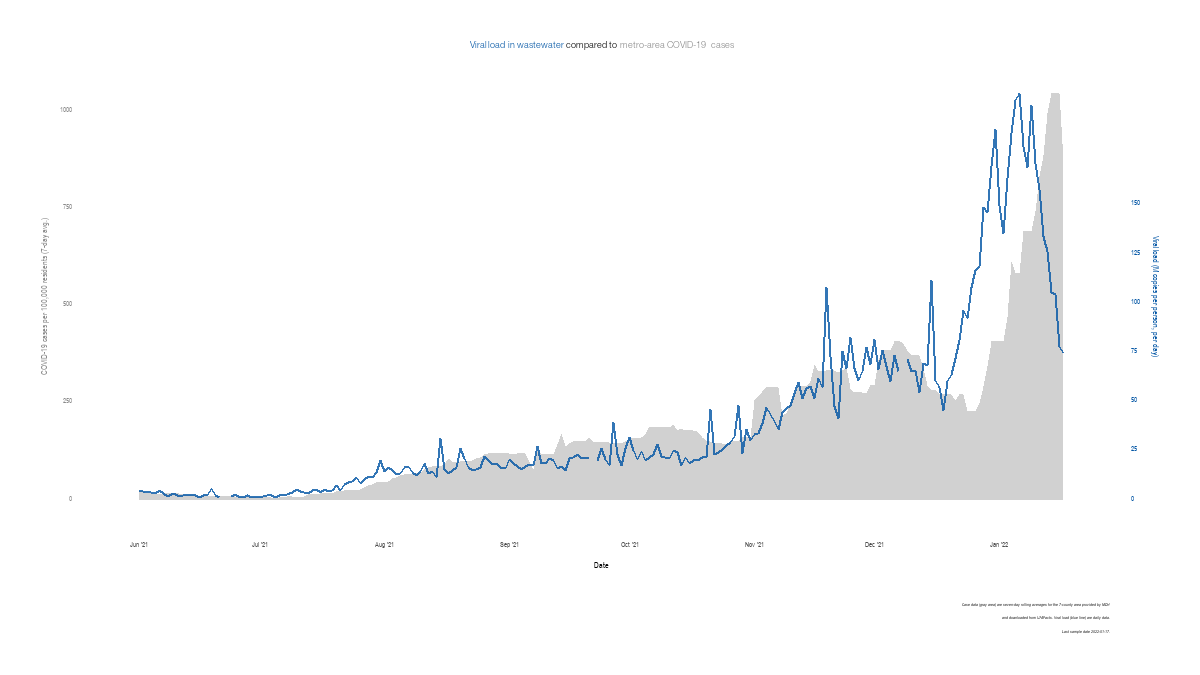 Viral load in wastewater compared to metro-area COVID-19 cases
1000
750
500
250
0
COVID-19 cases per 100,000 residents (7-day avg.)
150
125
100
75
50
25
0
Viral load (M copies per person, per day)
Jun '21
Jul '21
Aug '21
Sep '21
Oct '21
Nov '21
Dec '21
Jan '22
Date
Case data (gray area) are seven-day rolling averages for the 7-county area provided by MDH
and downloaded from USAFacts. Viral load (blue line) are daily data.
Last sample date 2022-01-17.